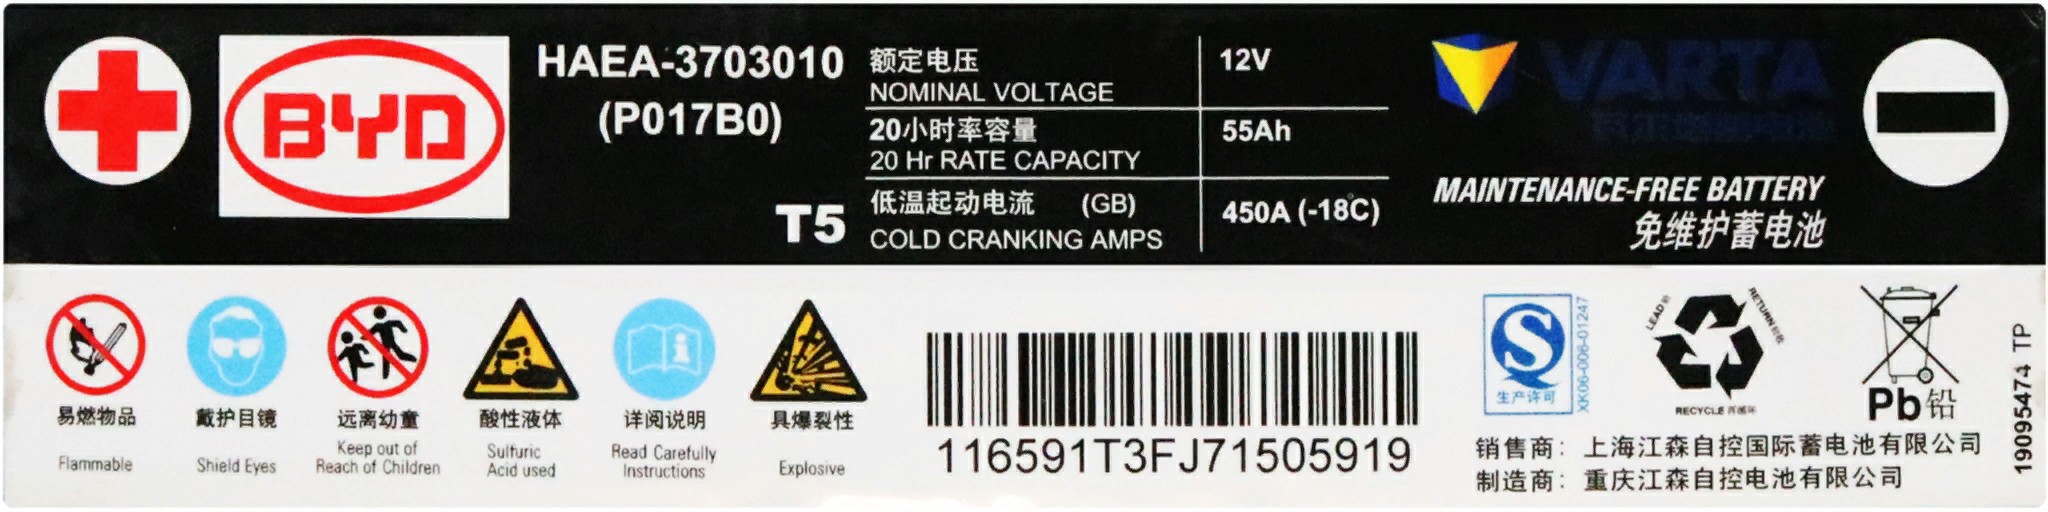 BYD
HAEA-3703010
(P017B0)
T5
额定电压
NOMINAL VOLTAGE
12V
20小时率容量
20 Hr RATE CAPACITY
55Ah
低温起动电流 (GB)
COLD CRANKING AMPS
450A (-18°C)
VARTA
MAINTENANCE-FREE BATTERY
免维护蓄电池
易燃物品
Flammable
戴护目镜
Shield Eyes
远离幼童
Keep out of
Reach of Children
酸性液体
Sulfuric
Acid used
详阅说明
Read Carefully
Instructions
具爆裂性
Explosive
116591T3FJ71505919
生产许可
XK06-006-01247
LEAD 铅
RETURN 回收
RECYCLE 再循环
Pb铅
销售商：上海江森自控国际蓄电池有限公司
制造商：重庆江森自控电池有限公司
19095474 TP